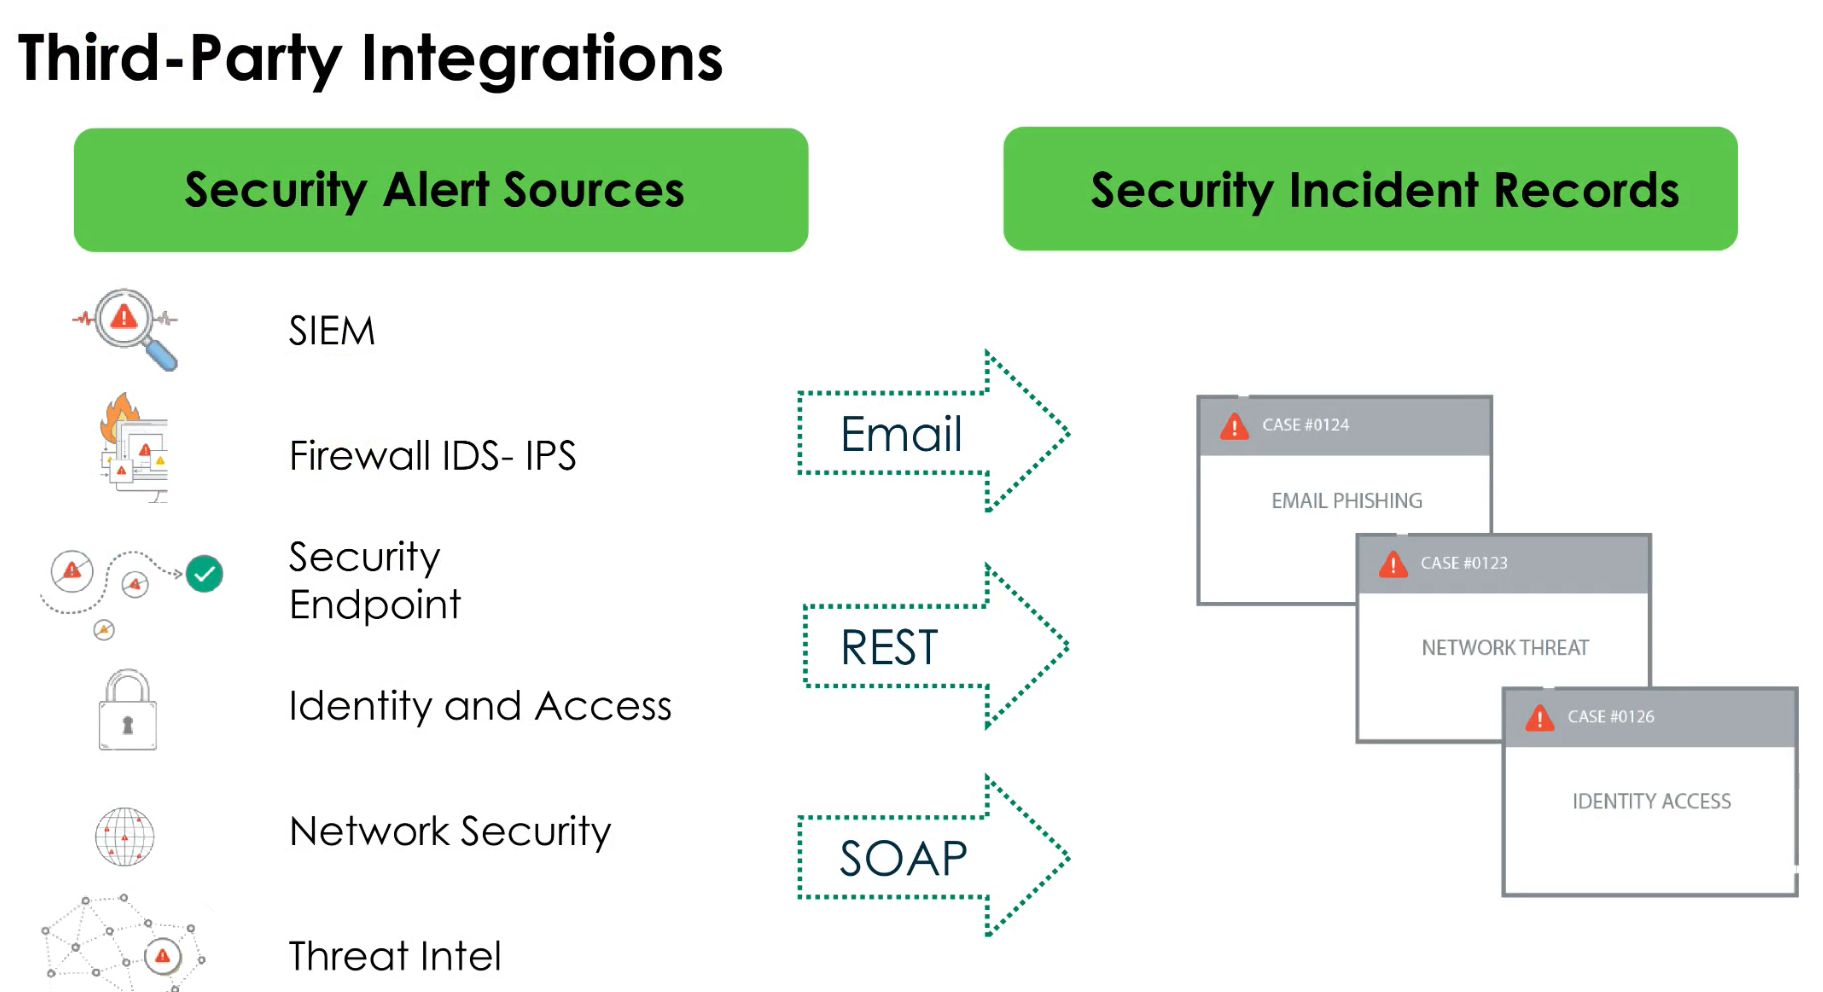 Third-Party Integrations
Security Alert Sources
Security Incident Records
SIEM
Firewall IDS- IPS
Security
Endpoint
Identity and Access
Network Security
Threat Intel
Email
REST
SOAP
CASE #0124
EMAIL PHISHING
CASE #0123
NETWORK THREAT
CASE #0126
IDENTITY ACCESS